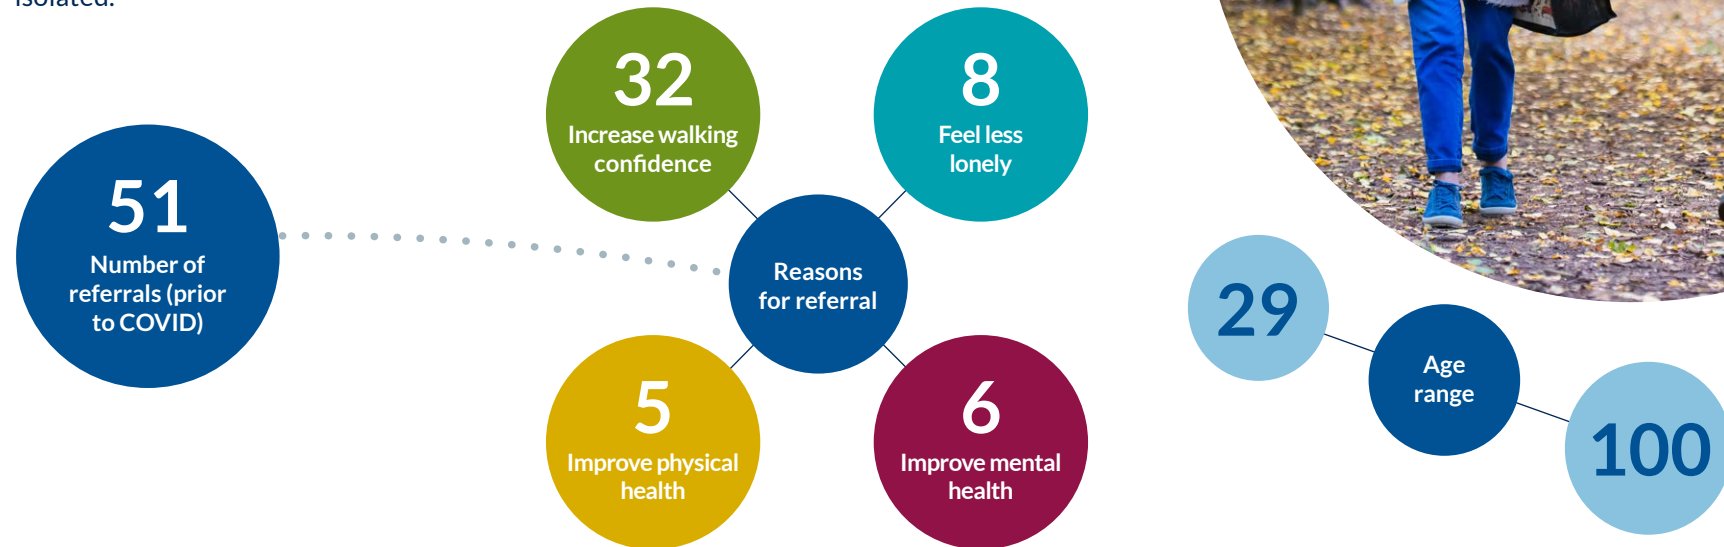 isolated.
51
Number of
referrals (prior
to COVID)
32
Increase walking
confidence
8
Feel less
lonely
Reasons
for referral
5
Improve physical
health
6
Improve mental
health
29
Age
range
100